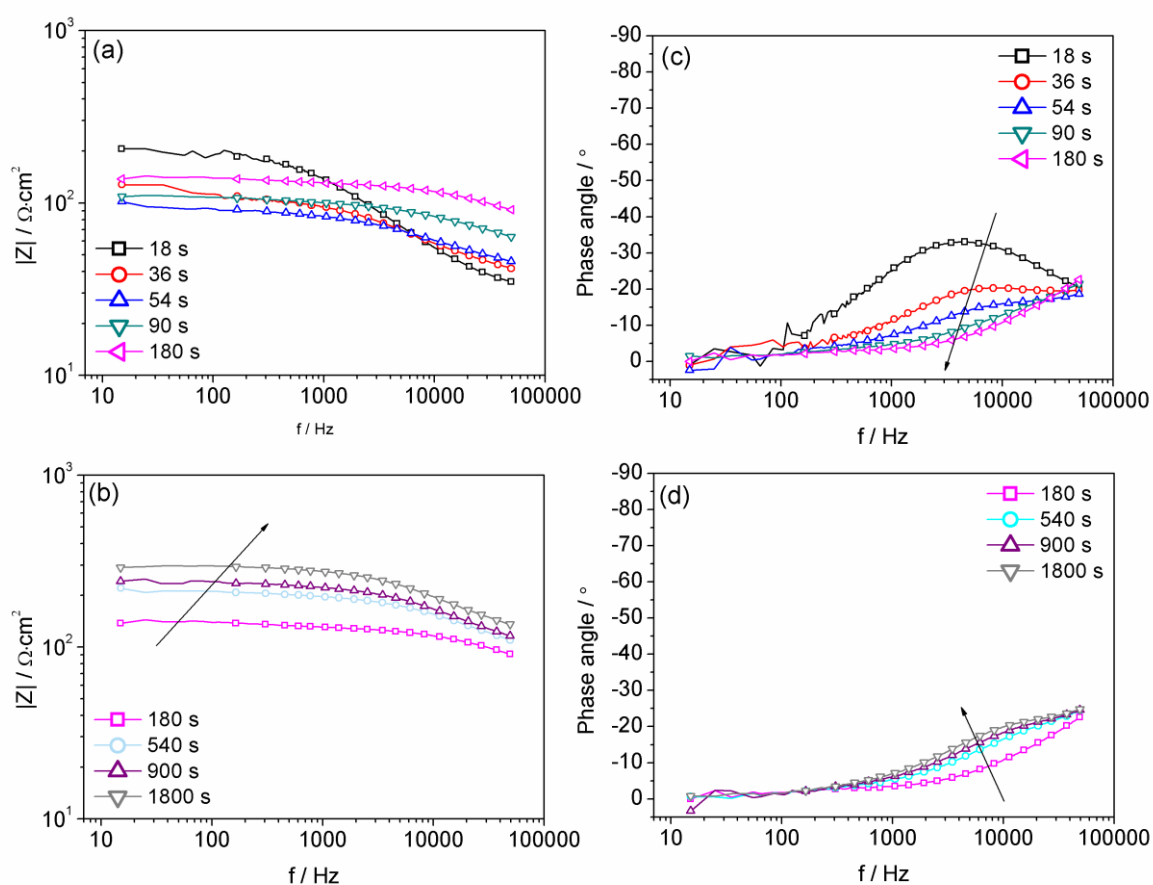 (a)
10³
10²
10¹
|Z| / Ω·cm²
18 s
36 s
54 s
90 s
180 s
10 100 1000 10000 100000
f / Hz
(c)
-90
-80
-70
-60
-50
-40
-30
-20
-10
0
Phase angle / °
18 s
36 s
54 s
90 s
180 s
10 100 1000 10000 100000
f / Hz
(b)
10³
10²
10¹
|Z| / Ω·cm²
180 s
540 s
900 s
1800 s
10 100 1000 10000 100000
f / Hz
(d)
-90
-80
-70
-60
-50
-40
-30
-20
-10
0
Phase angle / °
180 s
540 s
900 s
1800 s
10 100 1000 10000 100000
f / Hz